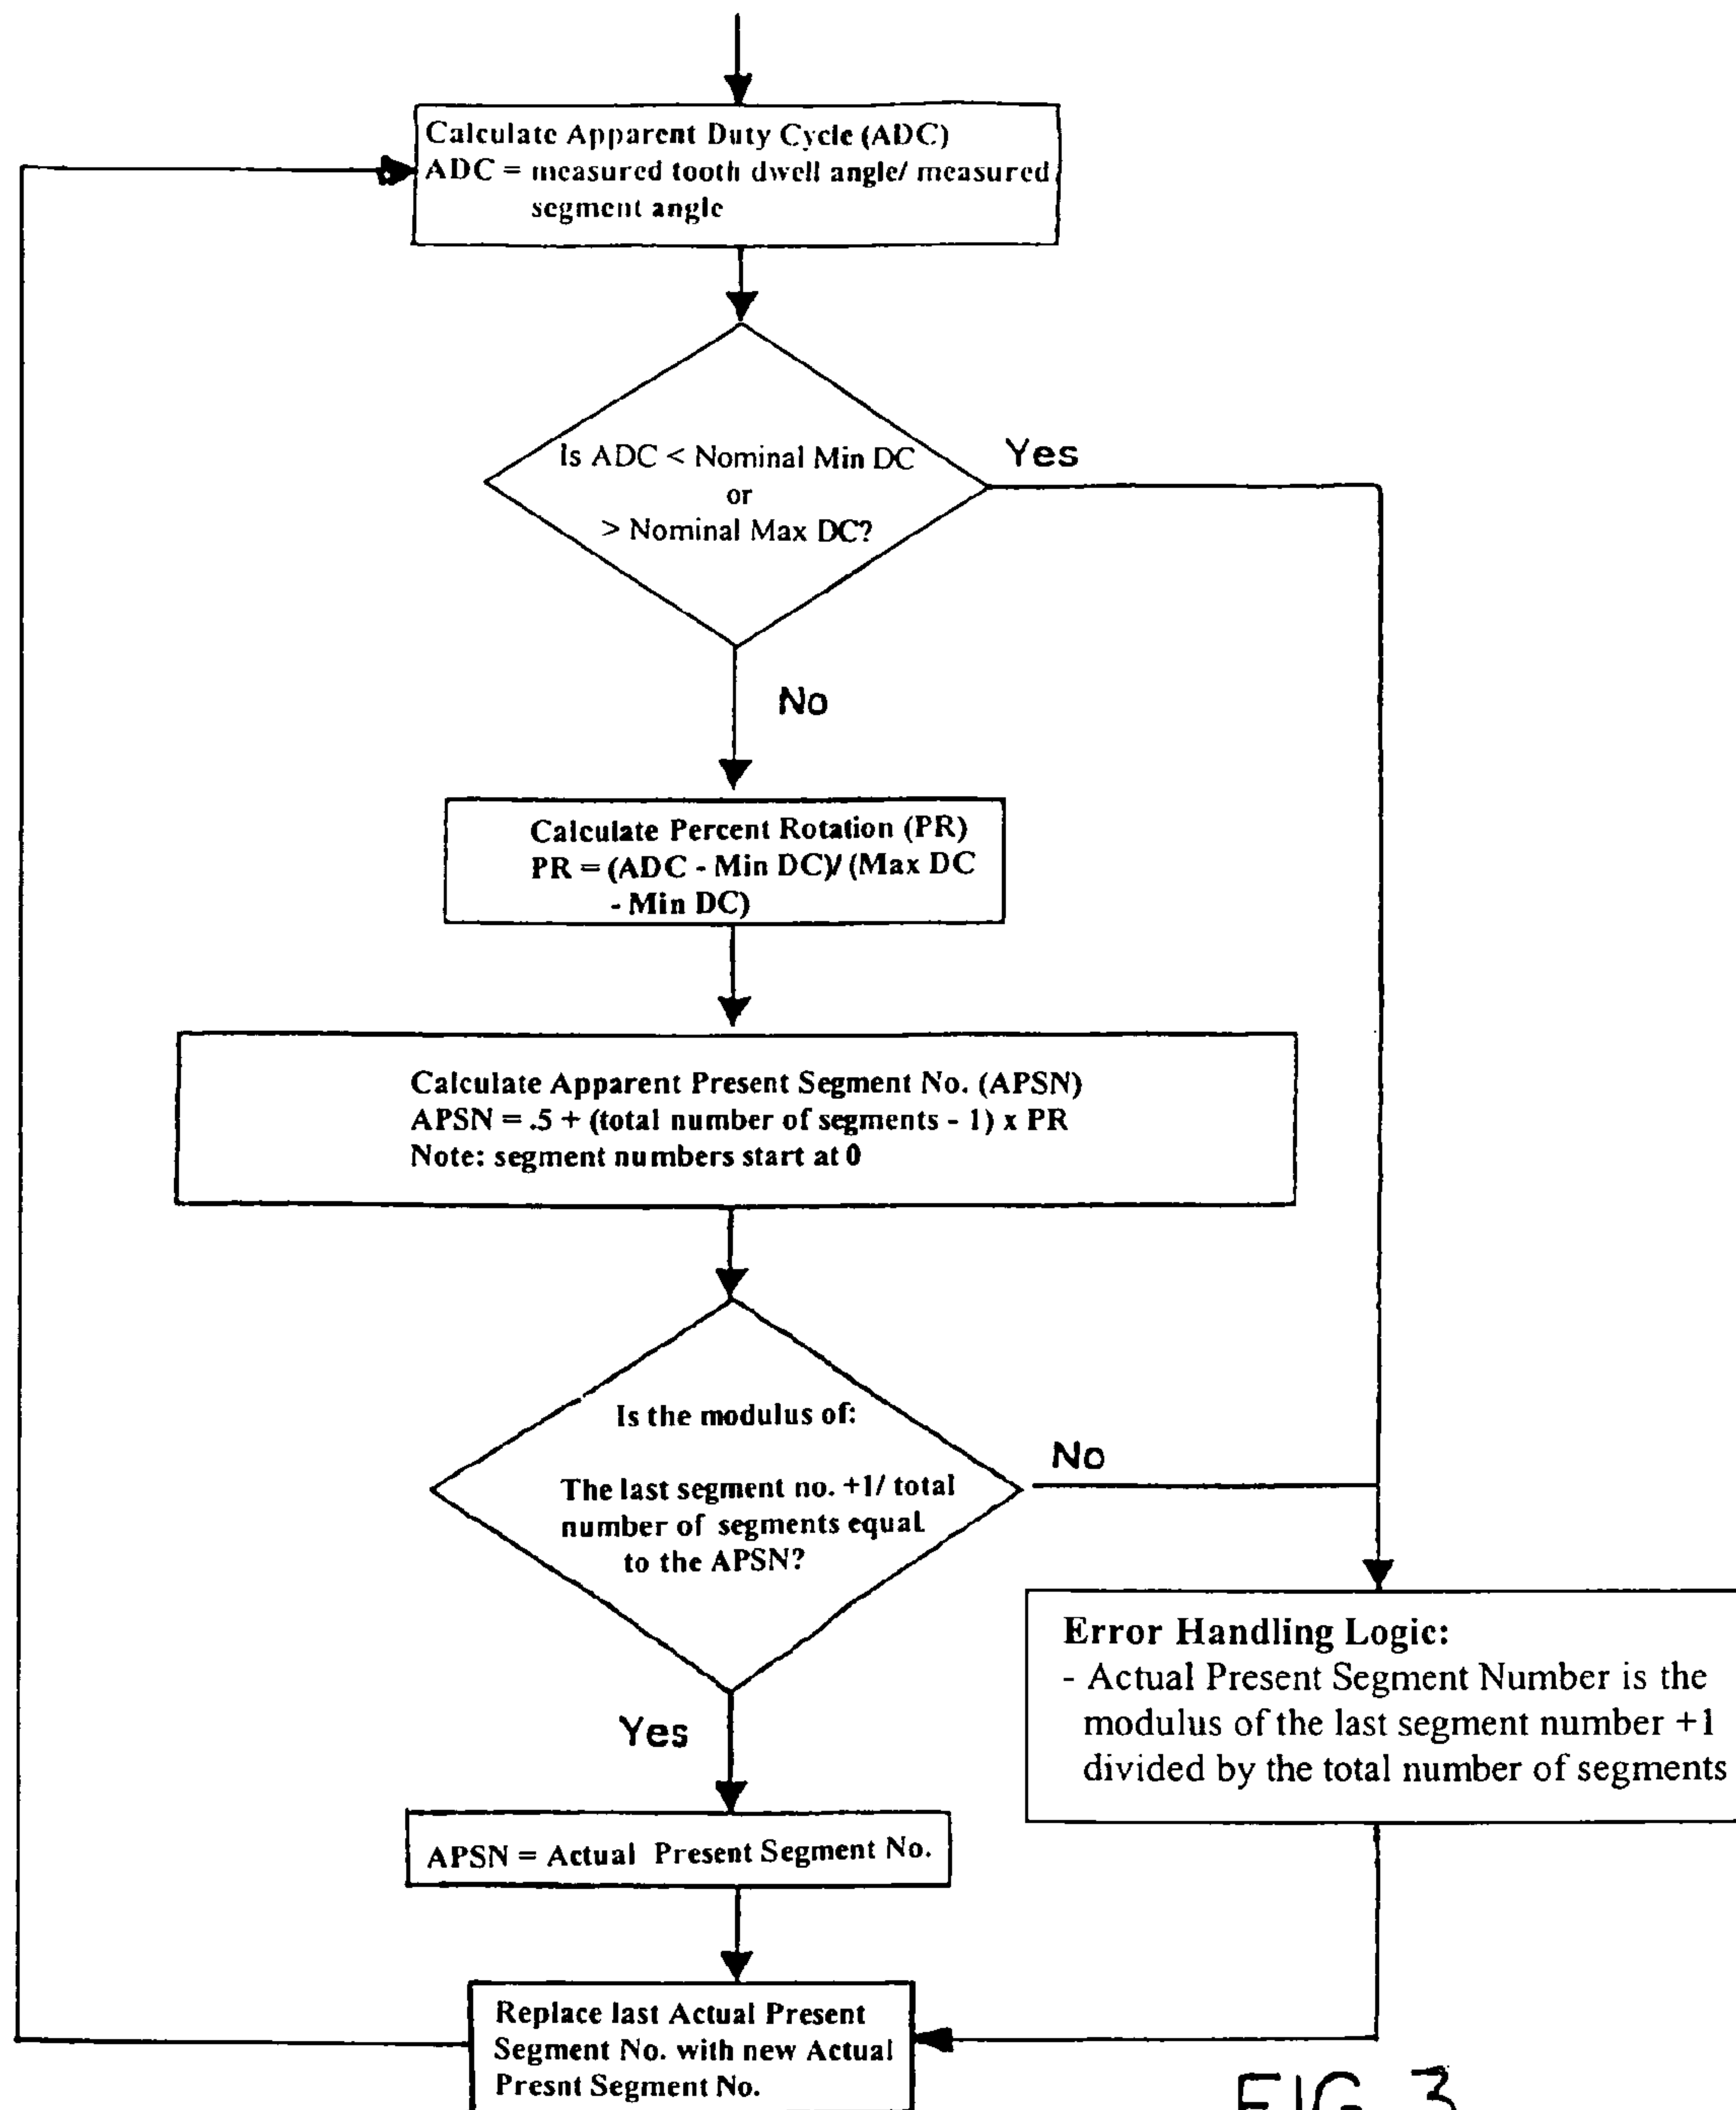 Calculate Apparent Duty Cycle (ADC)
ADC = measured tooth dwell angle/ measured
segment angle
Is ADC < Nominal Min DC
or
> Nominal Max DC?
Yes
No
Calculate Percent Rotation (PR)
PR = (ADC - Min DC)/ (Max DC
- Min DC)
Calculate Apparent Present Segment No. (APSN)
APSN = .5 + (total number of segments - 1) x PR
Note: segment numbers start at 0
Is the modulus of:
The last segment no. +1/ total
number of segments equal
to the APSN?
No
Yes
Error Handling Logic:
- Actual Present Segment Number is the
modulus of the last segment number +1
divided by the total number of segments
APSN = Actual Present Segment No.
Replace last Actual Present
Segment No. with new Actual
Presnt Segment No.
FIG 3